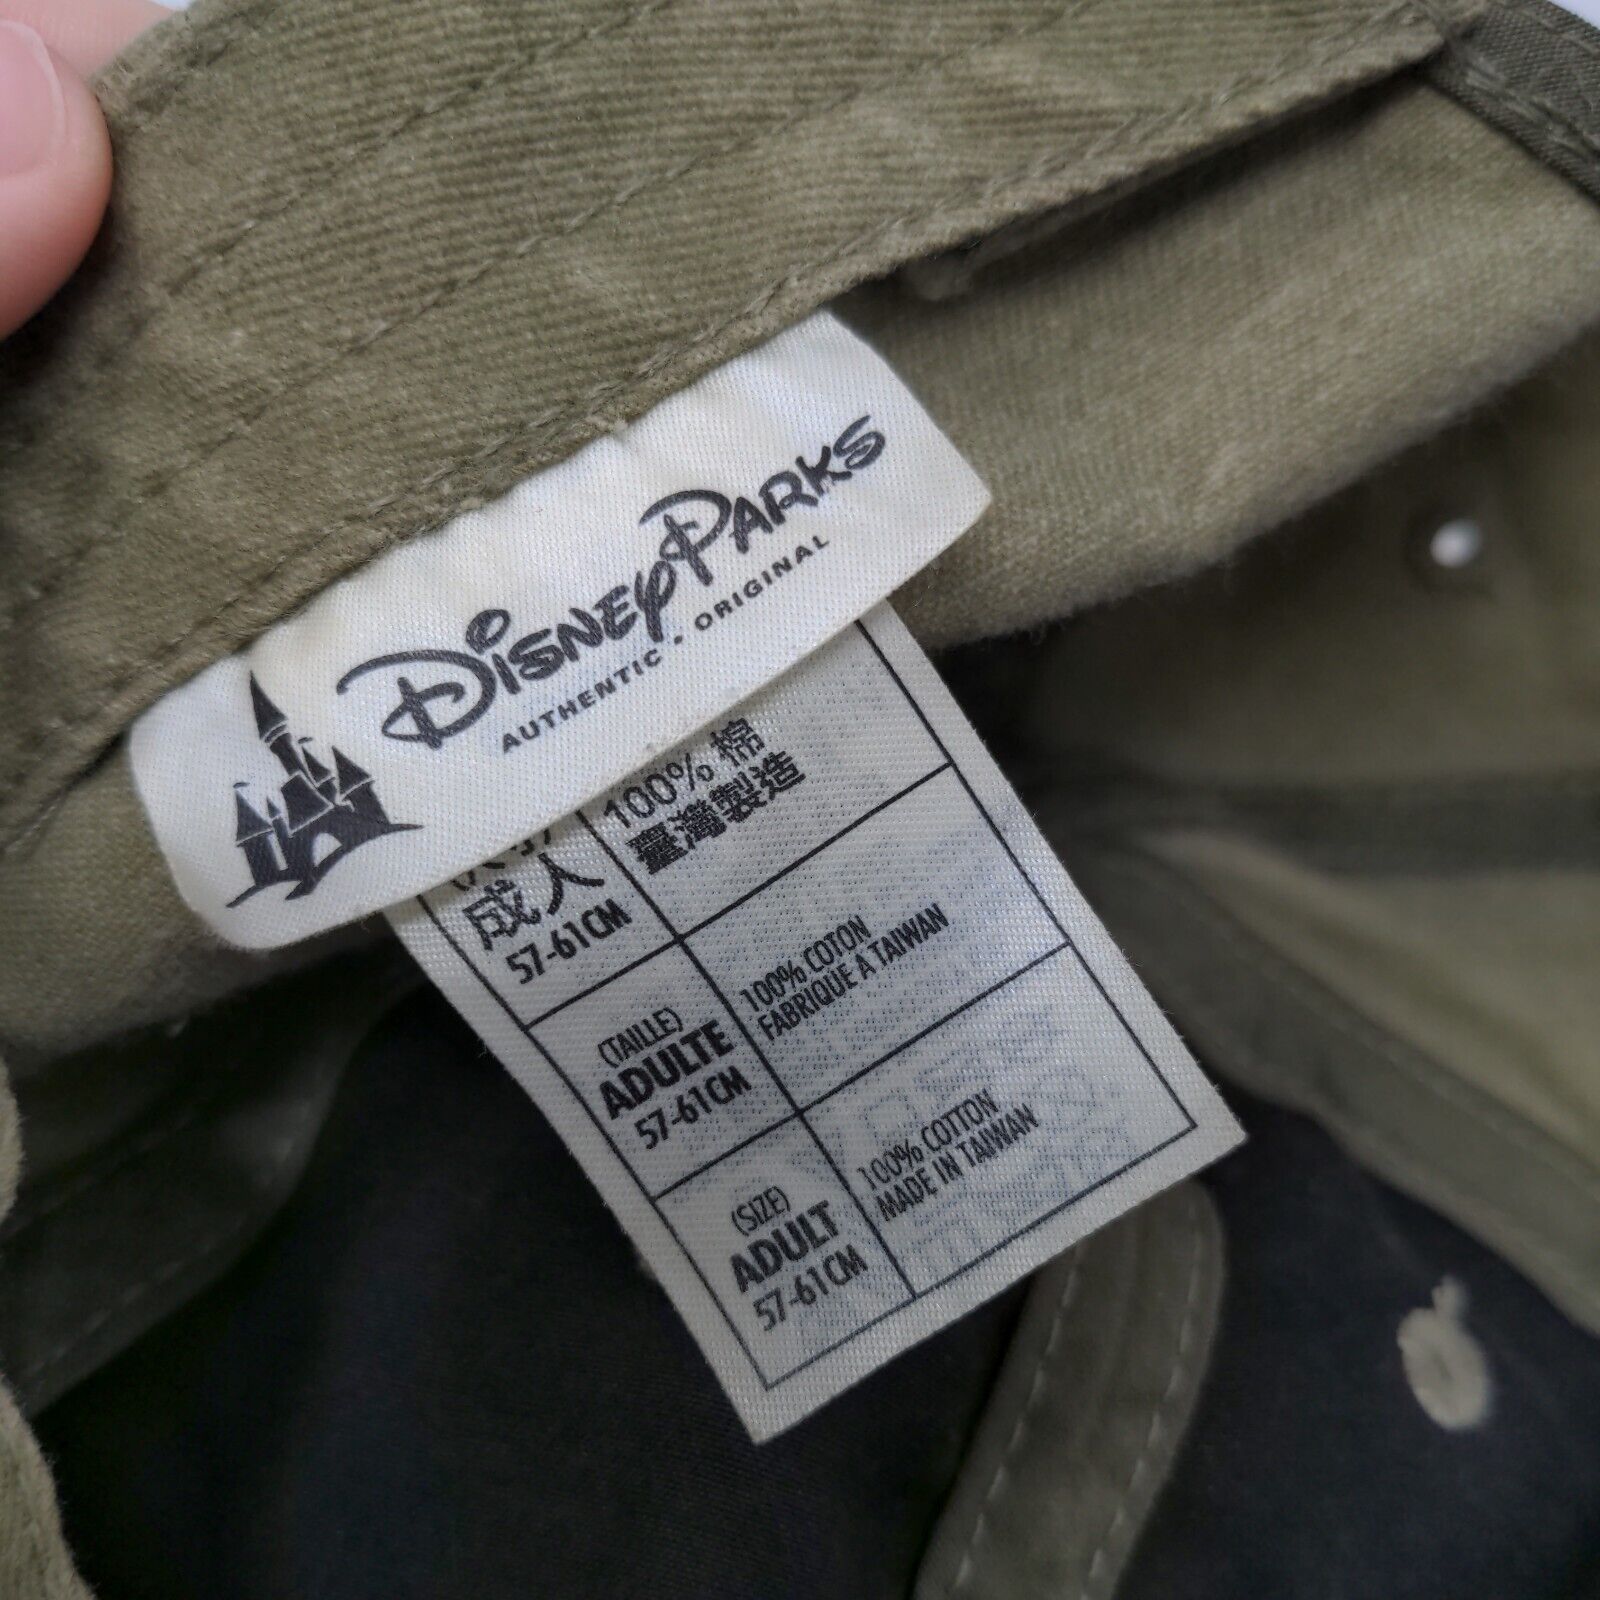 Disney Parks
AUTHENTIC • ORIGINAL
成人
57-61CM
100% 棉
臺灣製造
(TAILLE)
ADULTE
57-61CM
100% COTON
FABRIQUE A TAIWAN
(SIZE)
ADULT
57-61CM
100% COTTON
MADE IN TAIWAN